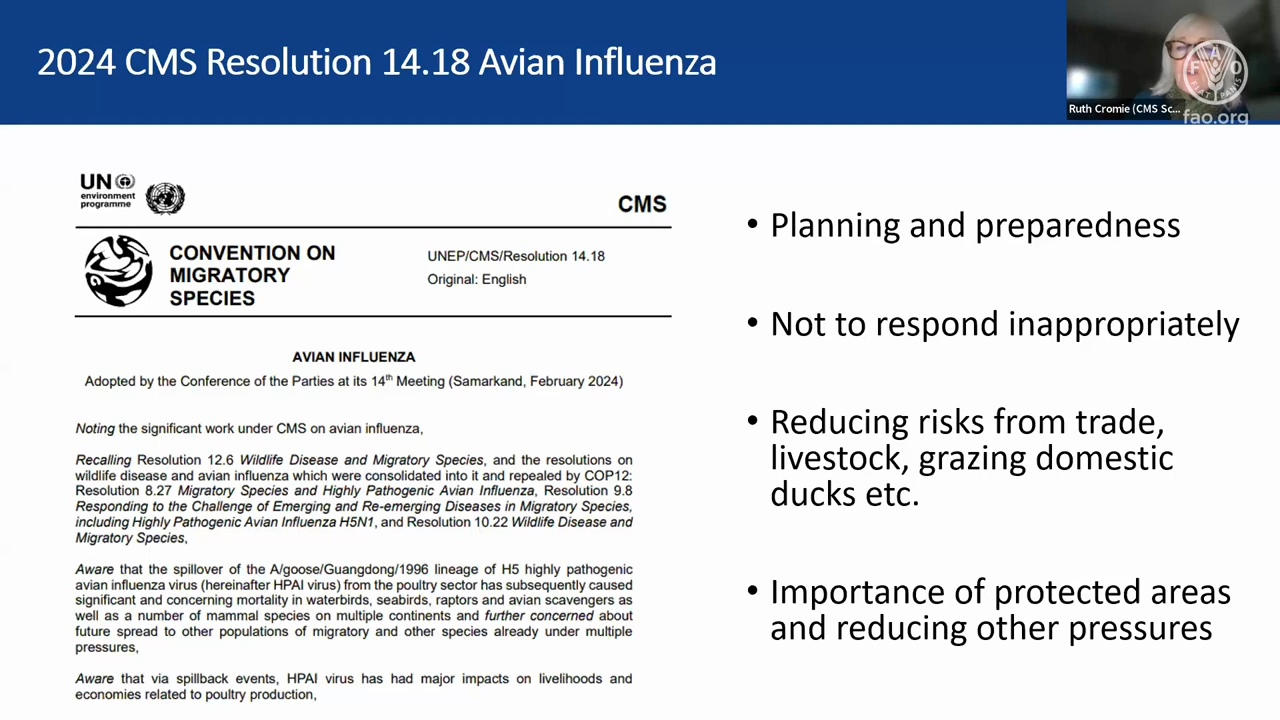 2024 CMS Resolution 14.18 Avian Influenza
F A O
FIAT PANIS
Ruth Cromie (CMS Sc...
fao.org
UN
environment
programme
CMS
CONVENTION ON
MIGRATORY
SPECIES
UNEP/CMS/Resolution 14.18
Original: English
AVIAN INFLUENZA
Adopted by the Conference of the Parties at its 14th Meeting (Samarkand, February 2024)
Noting the significant work under CMS on avian influenza,
Recalling Resolution 12.6 Wildlife Disease and Migratory Species, and the resolutions on
wildlife disease and avian influenza which were consolidated into it and repealed by COP12:
Resolution 8.27 Migratory Species and Highly Pathogenic Avian Influenza, Resolution 9.8
Responding to the Challenge of Emerging and Re-emerging Diseases in Migratory Species,
including Highly Pathogenic Avian Influenza H5N1, and Resolution 10.22 Wildlife Disease and
Migratory Species,
Aware that the spillover of the A/goose/Guangdong/1996 lineage of H5 highly pathogenic
avian influenza virus (hereinafter HPAI virus) from the poultry sector has subsequently caused
significant and concerning mortality in waterbirds, seabirds, raptors and avian scavengers as
well as a number of mammal species on multiple continents and further concerned about
future spread to other populations of migratory and other species already under multiple
pressures,
Aware that via spillback events, HPAI virus has had major impacts on livelihoods and
economies related to poultry production,
• Planning and preparedness
• Not to respond inappropriately
• Reducing risks from trade,
livestock, grazing domestic
ducks etc.
• Importance of protected areas
and reducing other pressures